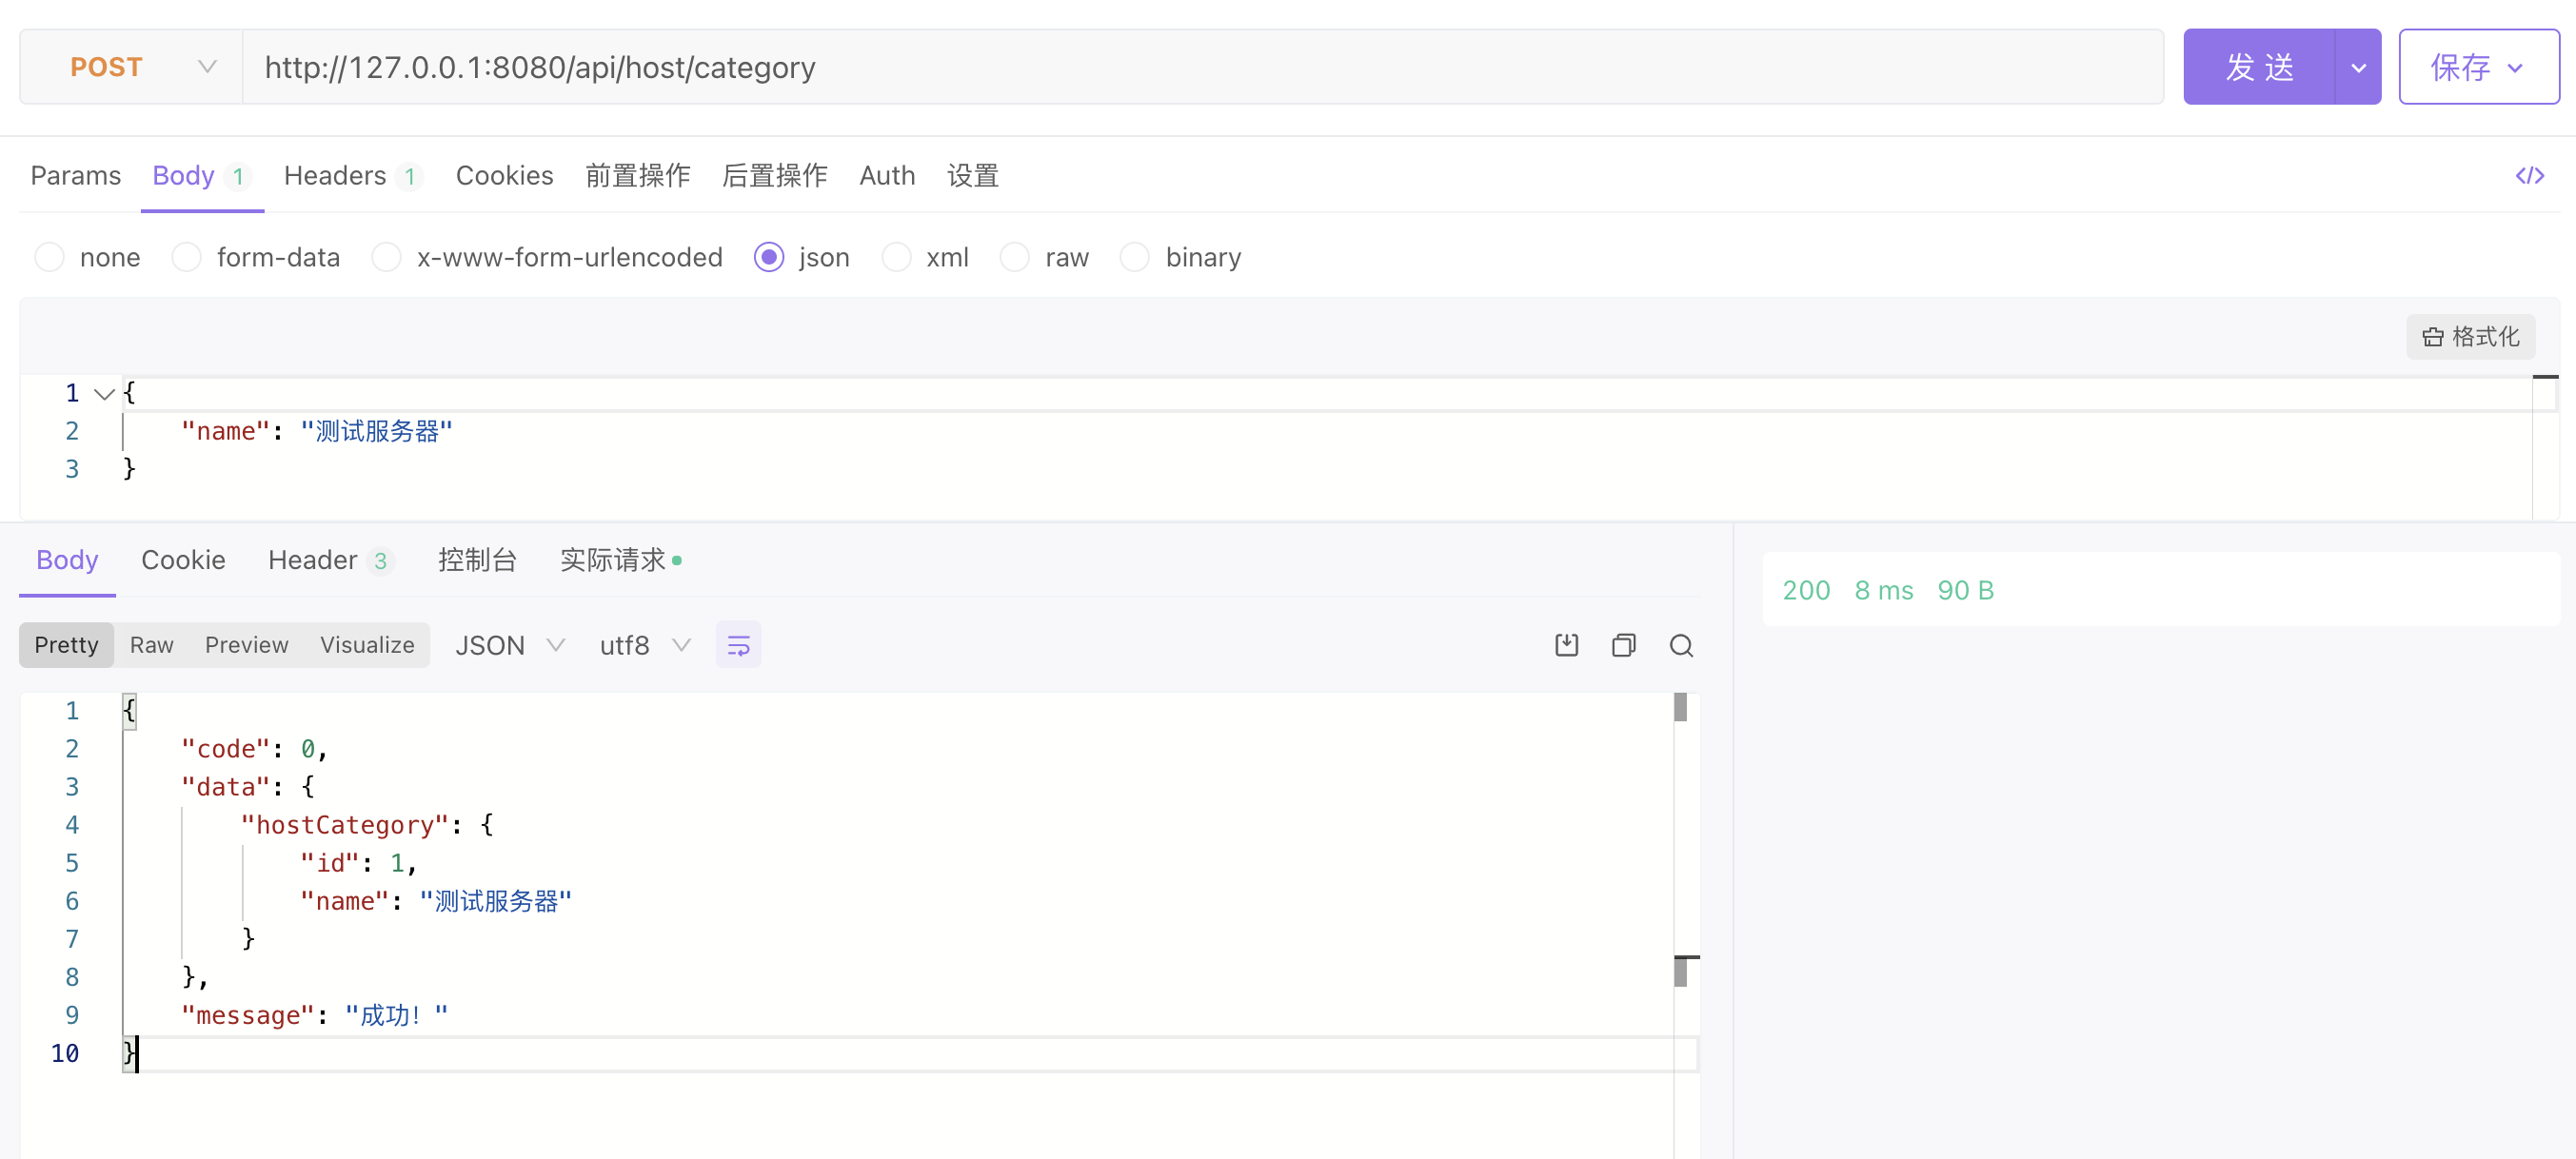 POST http://127.0.0.1:8080/api/host/category 发 送 保存
Params Body 1 Headers 1 Cookies 前置操作 后置操作 Auth 设置 </>
none form-data x-www-form-urlencoded json xml raw binary
格式化
1 {
2 "name": "测试服务器"
3 }
Body Cookie Header 3 控制台 实际请求
200 8 ms 90 B
Pretty Raw Preview Visualize JSON utf8
1 {
2 "code": 0,
3 "data": {
4 "hostCategory": {
5 "id": 1,
6 "name": "测试服务器"
7 }
8 },
9 "message": "成功！"
10 }